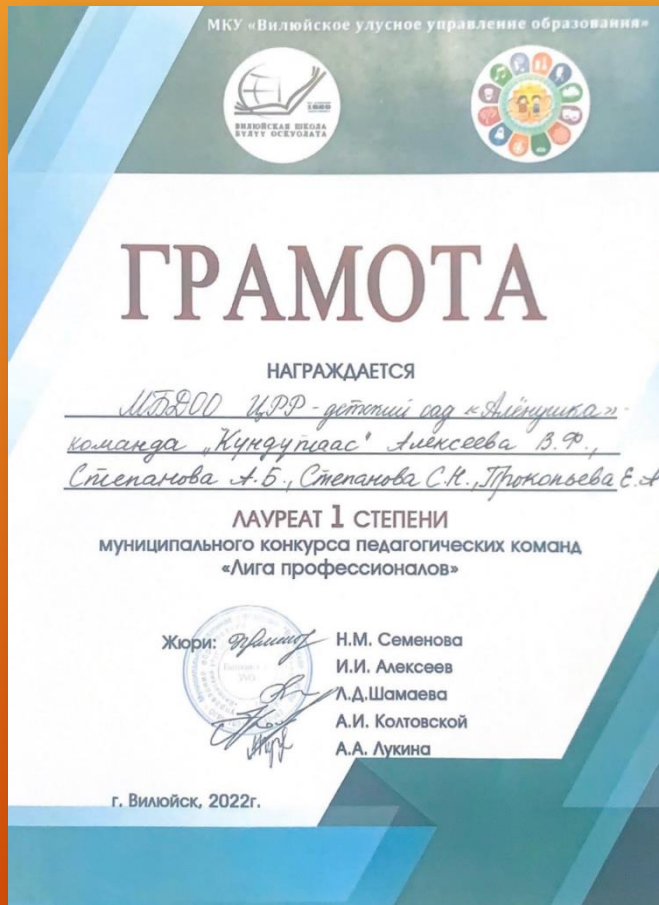 МКУ «Вилюйское улусное управление образования»
ВИЛЮЙСКАЯ ШКОЛА
БҮЛҮҮ ОСКУОЛАТА
ГРАМОТА
НАГРАЖДАЕТСЯ
МБДОО ЦРР - детский сад «Алёнушка» -
команда "Кундутаас" Алексеева В.Ф.,
Степанова А.Б., Степанова С.Н., Прокопьева Е.А
ЛАУРЕАТ 1 СТЕПЕНИ
муниципального конкурса педагогических команд
«Лига профессионалов»
Жюри: Н.М. Семенова
И.И. Алексеев
Л.Д.Шамаева
А.И. Колтовской
А.А. Лукина
г. Вилюйск, 2022г.